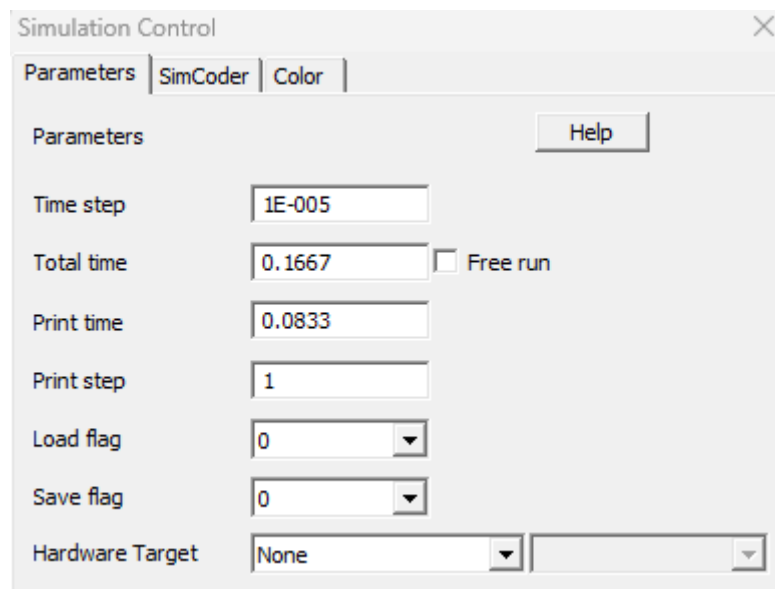 Simulation Control
Parameters SimCoder Color
Parameters Help
Time step 1E-005
Total time 0.1667 Free run
Print time 0.0833
Print step 1
Load flag 0
Save flag 0
Hardware Target None